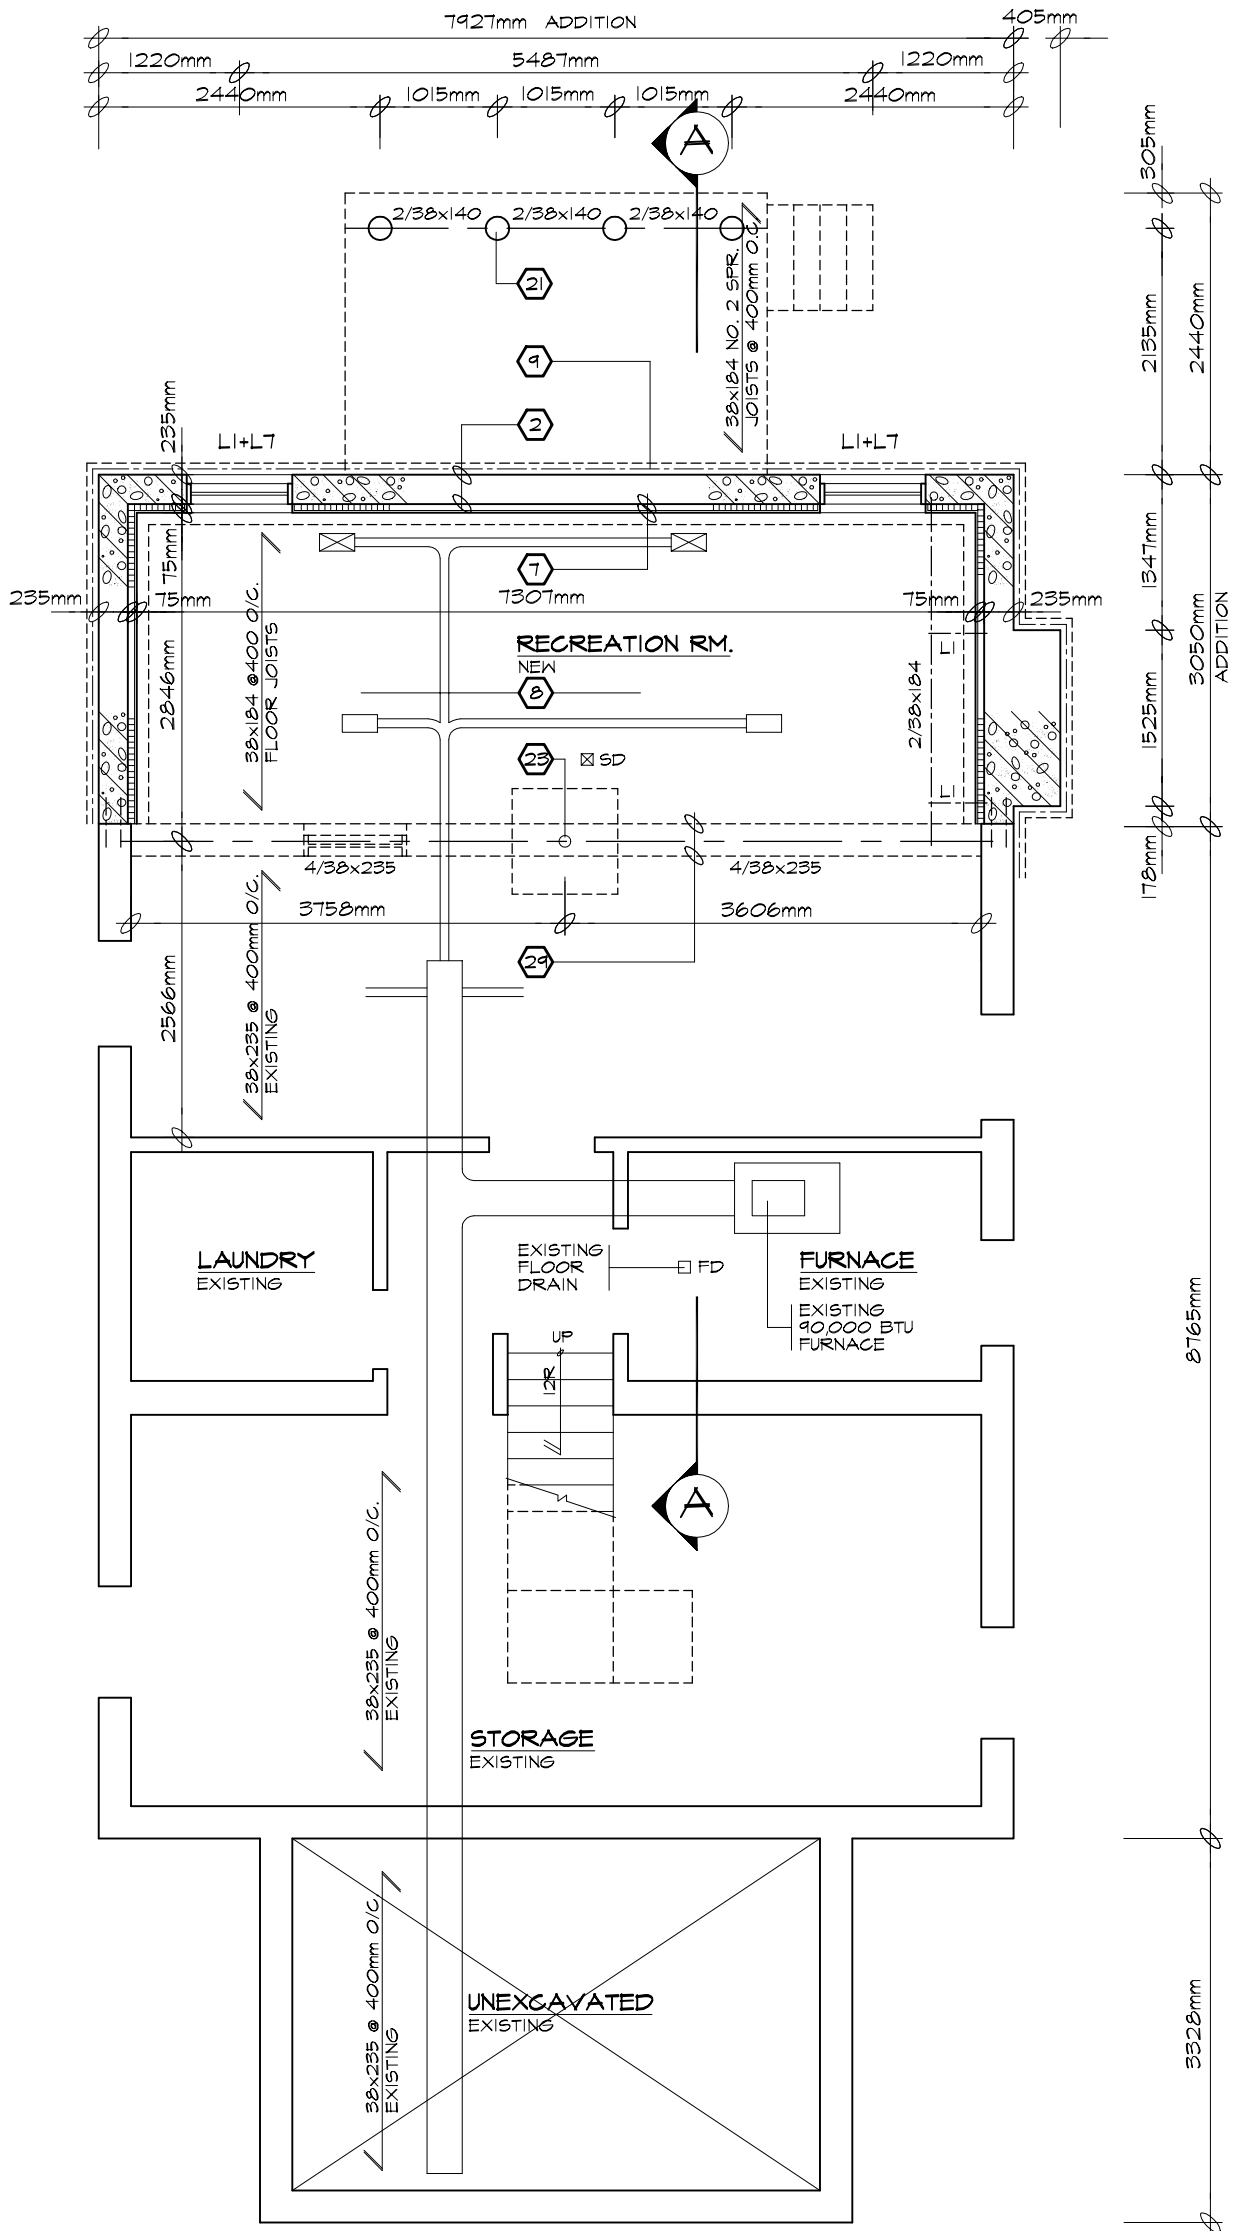 7927mm ADDITION
405mm
1220mm
5487mm
1220mm
2440mm
1015mm
1015mm
1015mm
2440mm
A
305mm
2/38x140
2/38x140
2/38x140
21
38x184 NO. 2 SPR.
JOISTS @ 400mm O.C.
2135mm
2440mm
9
2
235mm
L1+L7
L1+L7
75mm
7
1347mm
235mm
75mm
7307mm
75mm
235mm
3050mm
ADDITION
RECREATION RM.
NEW
8
38x184 @400 O/C.
FLOOR JOISTS
2846mm
L1
2/38x184
1525mm
23
SD
L1
4/38x235
4/38x235
178mm
3758mm
3606mm
29
38x235 @ 400mm O/C.
EXISTING
2566mm
LAUNDRY
EXISTING
EXISTING
FLOOR
DRAIN
FD
FURNACE
EXISTING
EXISTING
90,000 BTU
FURNACE
8765mm
UP
12R
A
38x235 @ 400mm O/C.
EXISTING
STORAGE
EXISTING
38x235 @ 400mm O/C
EXISTING
UNEXCAVATED
EXISTING
3328mm